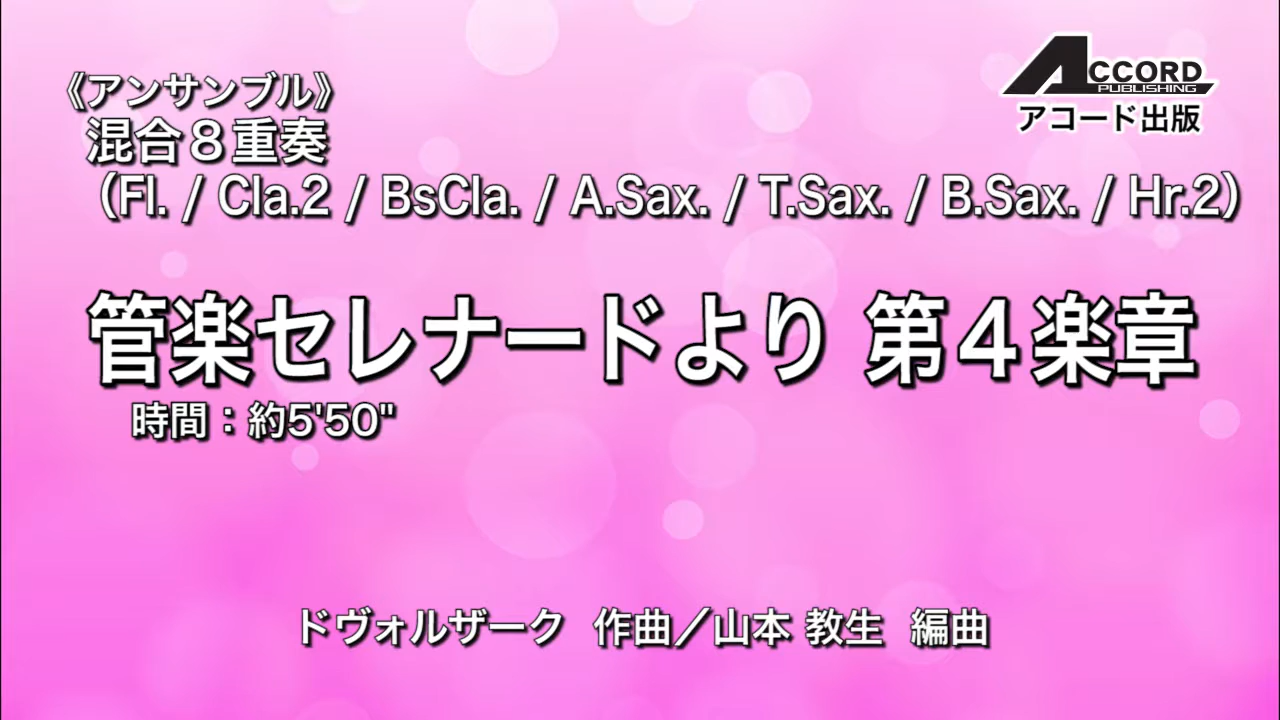 ACCORD
PUBLISHING
アコード出版
《アンサンブル》
混合８重奏
（Fl. / Cla.2 / BsCla. / A.Sax. / T.Sax. / B.Sax. / Hr.2）
管楽セレナードより 第４楽章
時間：約5'50"
ドヴォルザーク 作曲／山本 教生 編曲